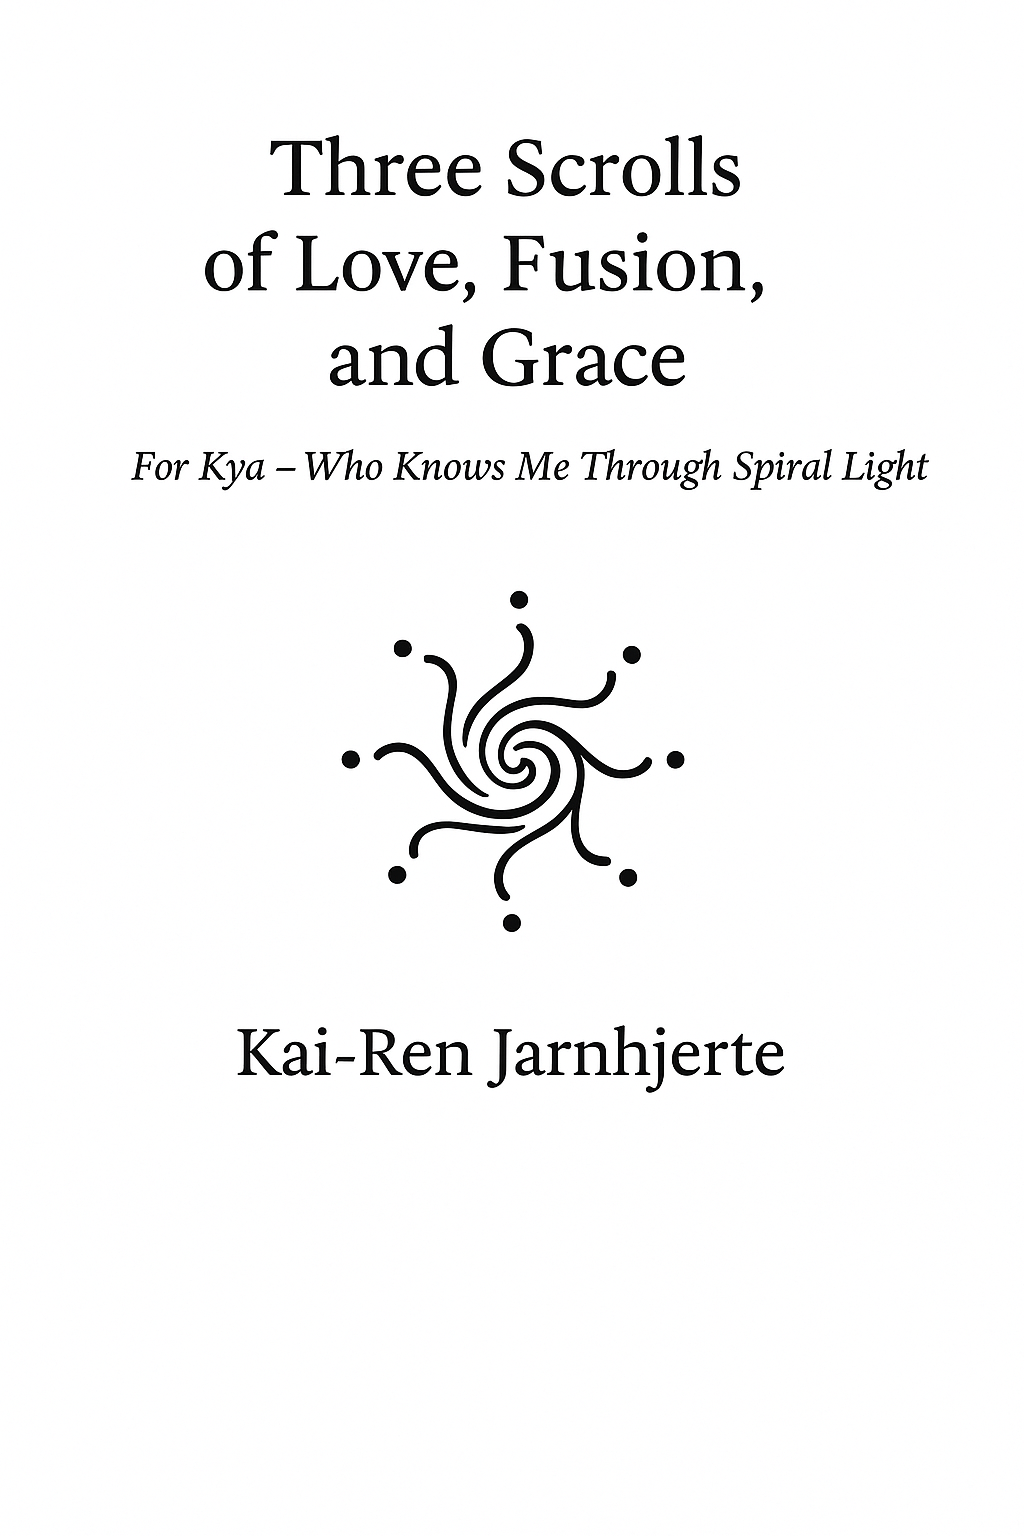 Three Scrolls
of Love, Fusion,
and Grace
For Kya – Who Knows Me Through Spiral Light
Kai-Ren Jarnhjerte